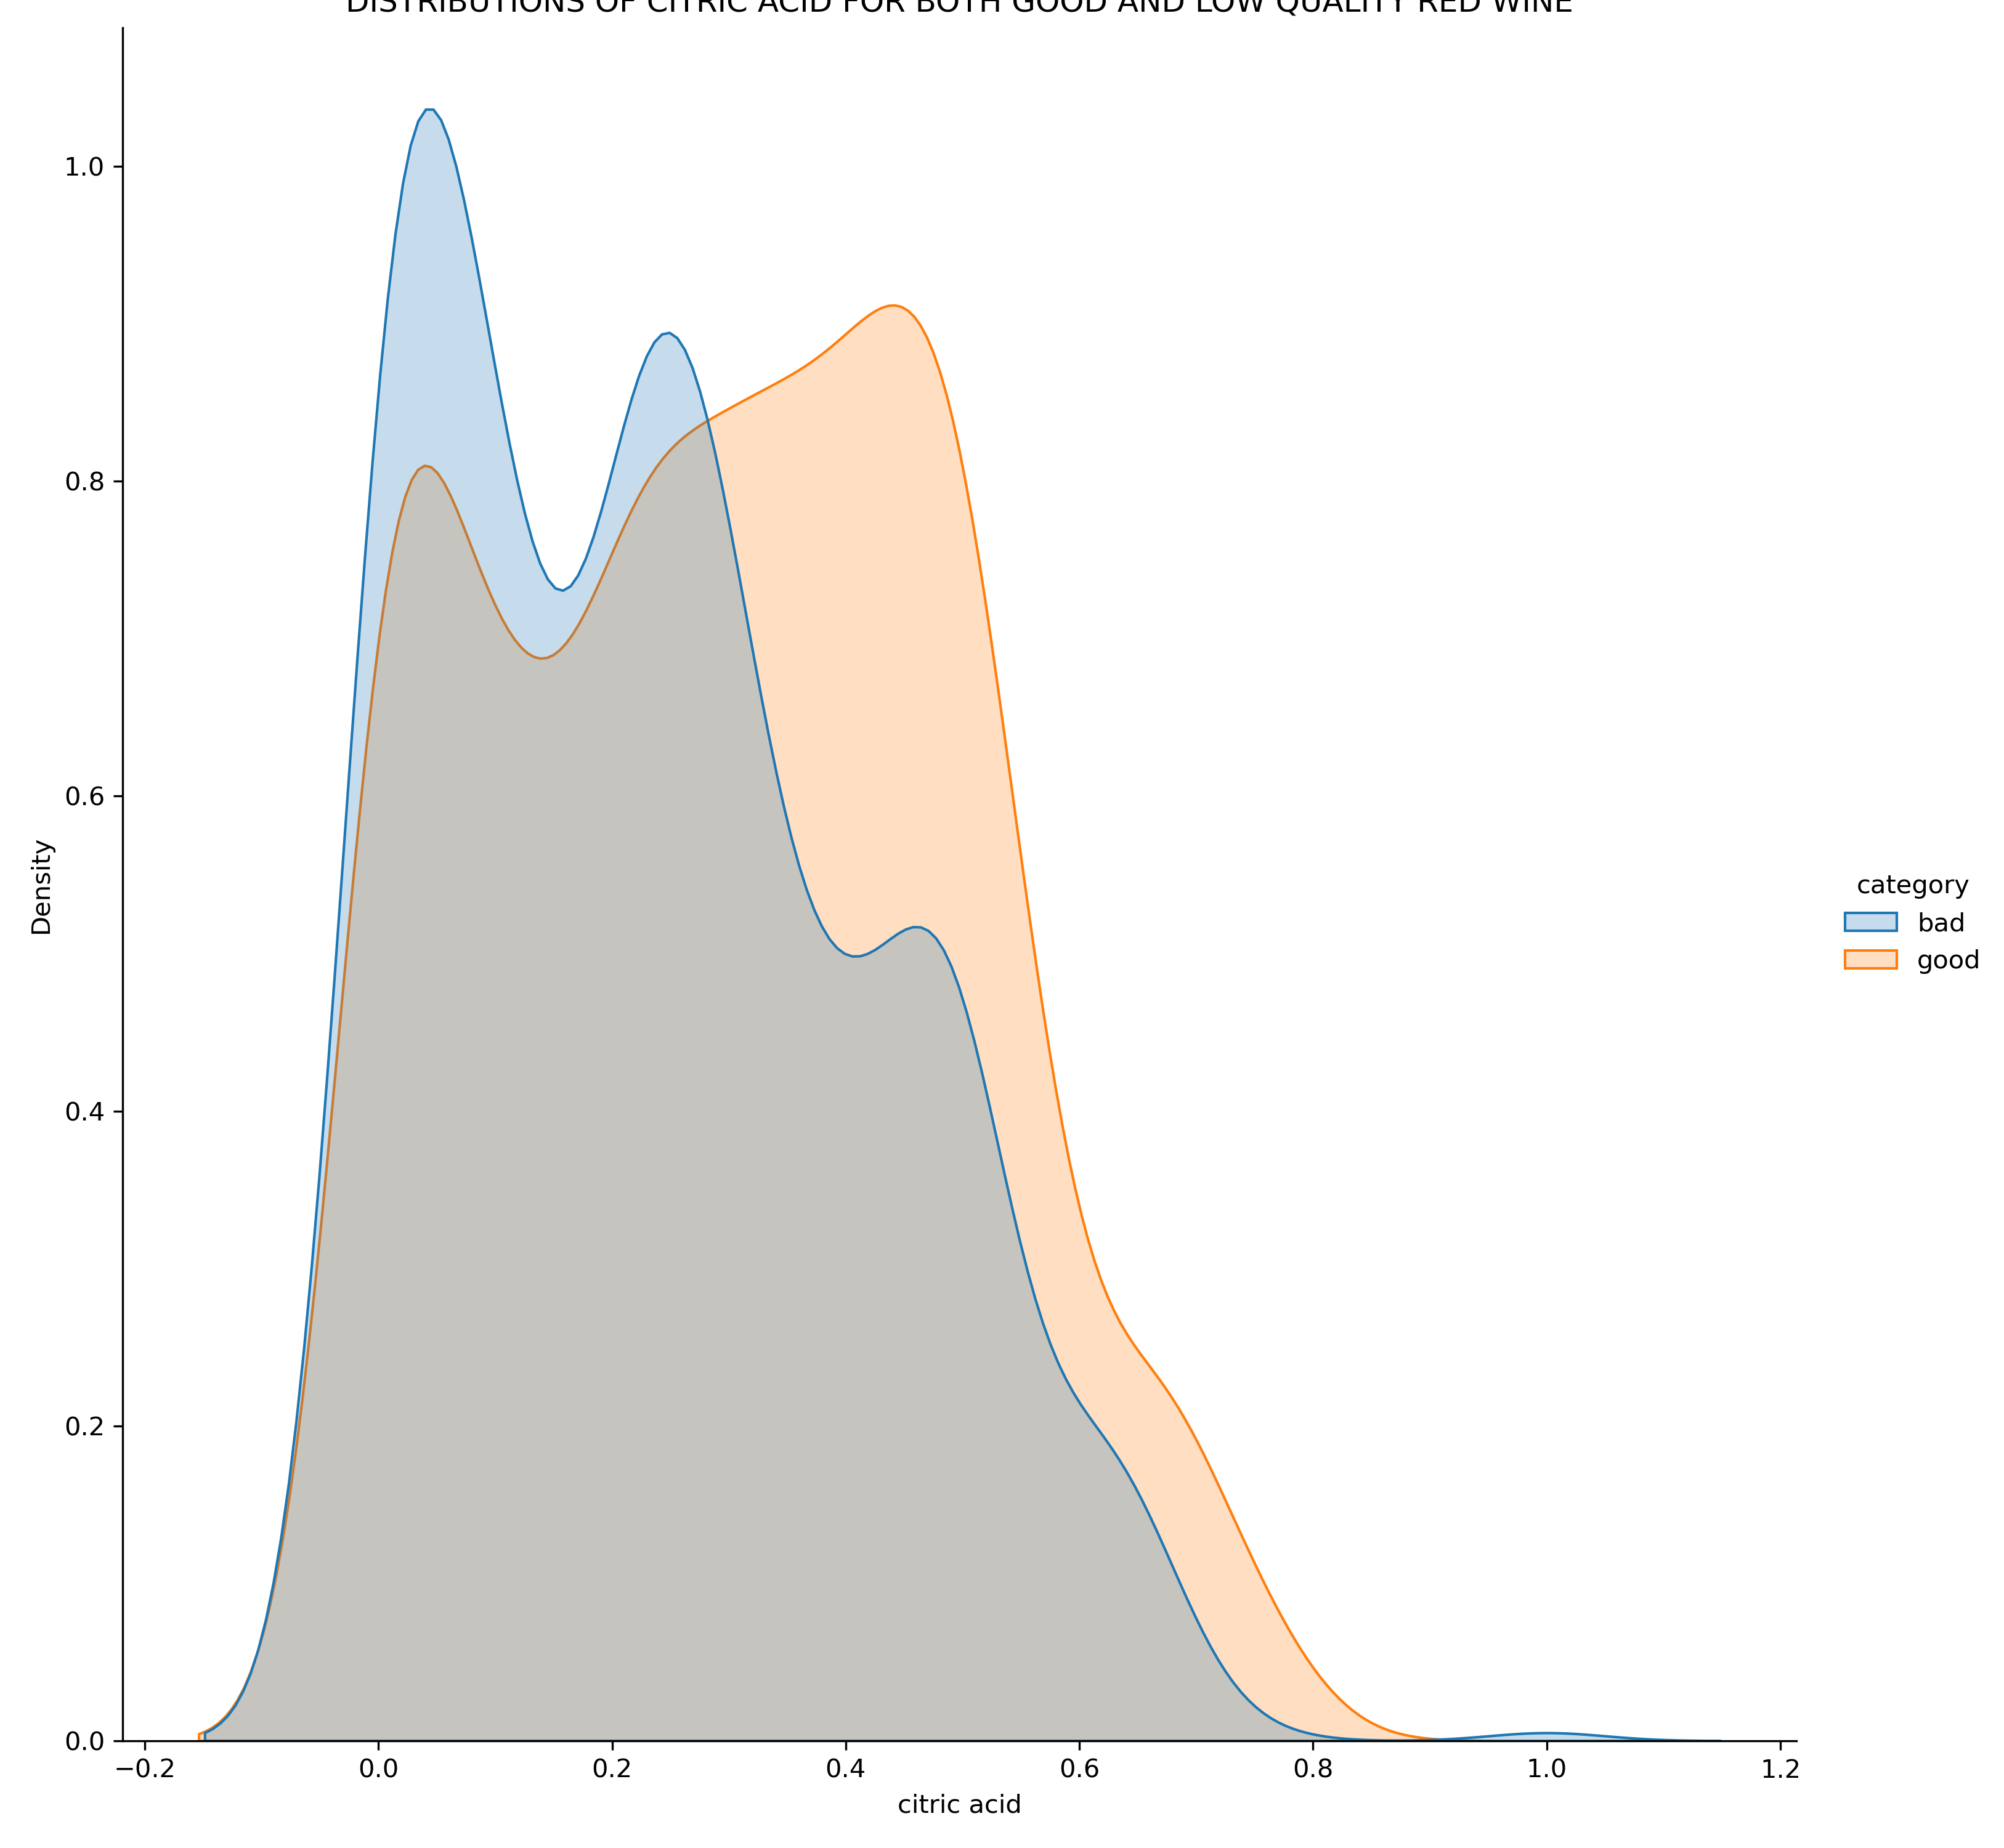 DISTRIBUTIONS OF CITRIC ACID FOR BOTH GOOD AND LOW QUALITY RED WINE
1.0
0.8
0.6
0.4
0.2
0.0
Density
−0.2 0.0 0.2 0.4 0.6 0.8 1.0 1.2
citric acid
category
bad
good